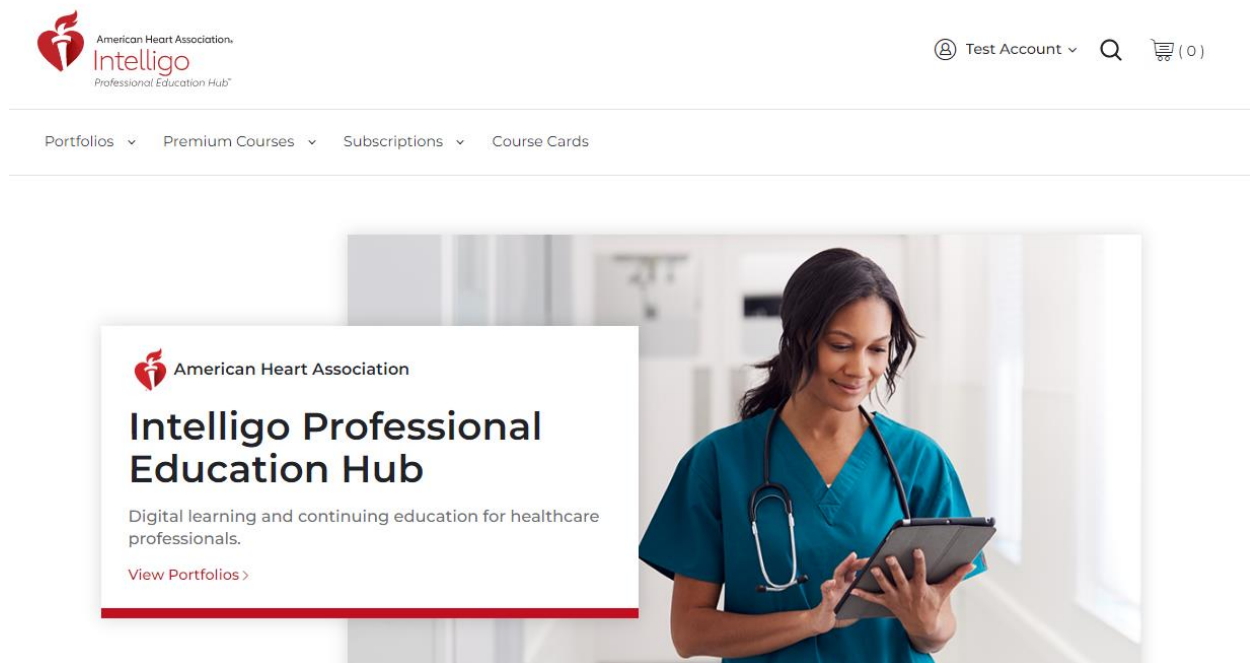 American Heart Association®
Intelligo
Professional Education Hub™
Test Account
( 0 )
Portfolios
Premium Courses
Subscriptions
Course Cards
American Heart Association
Intelligo Professional
Education Hub
Digital learning and continuing education for healthcare
professionals.
View Portfolios >